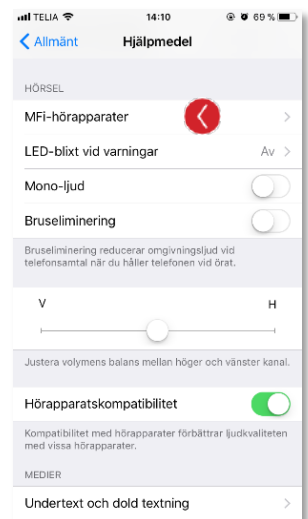 TELIA 14:10 69 %
Allmänt Hjälpmedel
HÖRSEL
MFi-hörapparater
LED-blixt vid varningar Av
Mono-ljud
Bruseliminering
Bruseliminering reducerar omgivningsljud vid
telefonsamtal när du håller telefonen vid örat.
V H
Justera volymens balans mellan höger och vänster kanal.
Hörapparatskompatibilitet
Kompatibilitet med hörapparater förbättrar ljudkvaliteten
med vissa hörapparater.
MEDIER
Undertext och dold textning